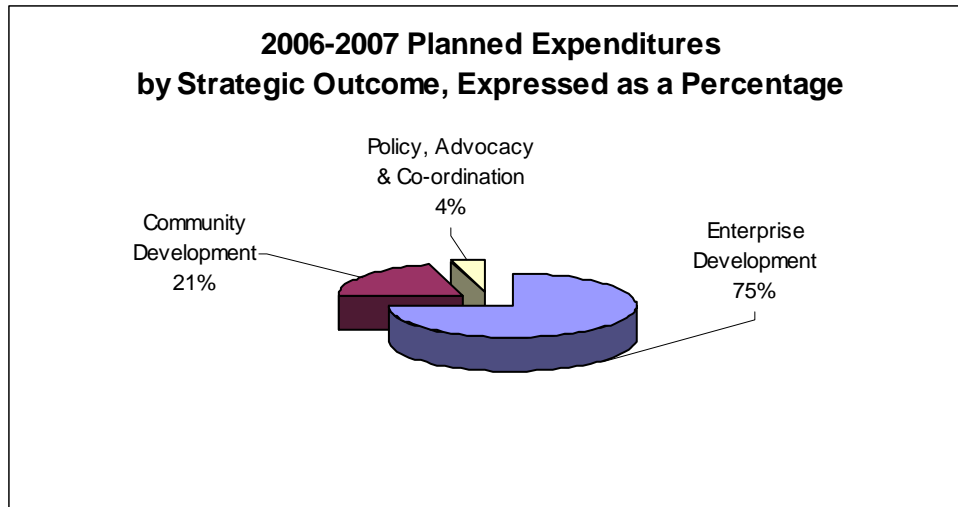 2006-2007 Planned Expenditures
by Strategic Outcome, Expressed as a Percentage
Policy, Advocacy
& Co-ordination
4%
Community
Development
21%
Enterprise
Development
75%